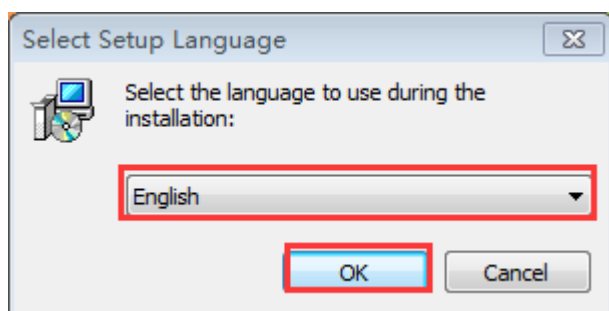 Select Setup Language
Select the language to use during the
installation:
English
OK
Cancel